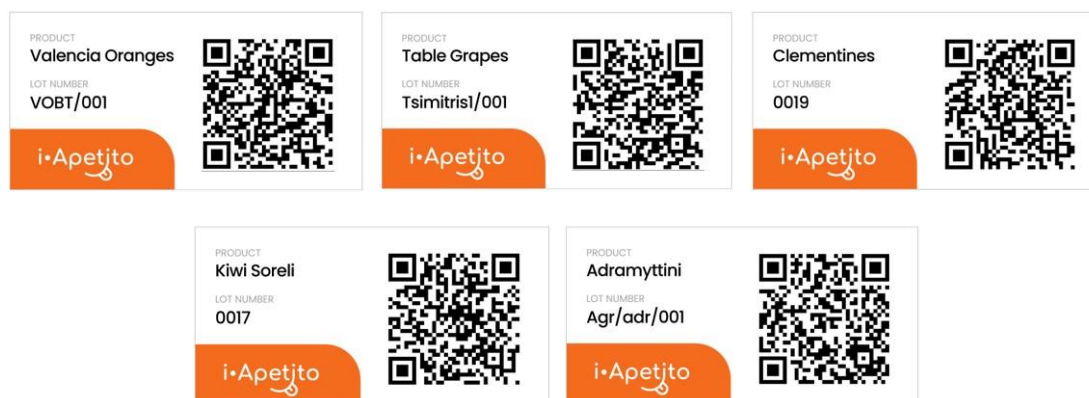 PRODUCT
Valencia Oranges
LOT NUMBER
VOBT/001
i•Apetito
PRODUCT
Table Grapes
LOT NUMBER
Tsimitris1/001
i•Apetito
PRODUCT
Clementines
LOT NUMBER
0019
i•Apetito
PRODUCT
Kiwi Soreli
LOT NUMBER
0017
i•Apetito
PRODUCT
Adramyttini
LOT NUMBER
Agr/adr/001
i•Apetito